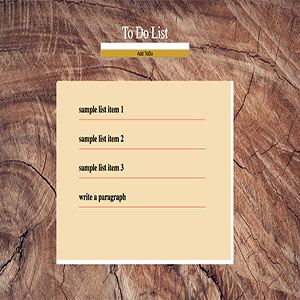 To Do List
Add ToDo
sample list item 1
sample list item 2
sample list item 3
write a paragraph